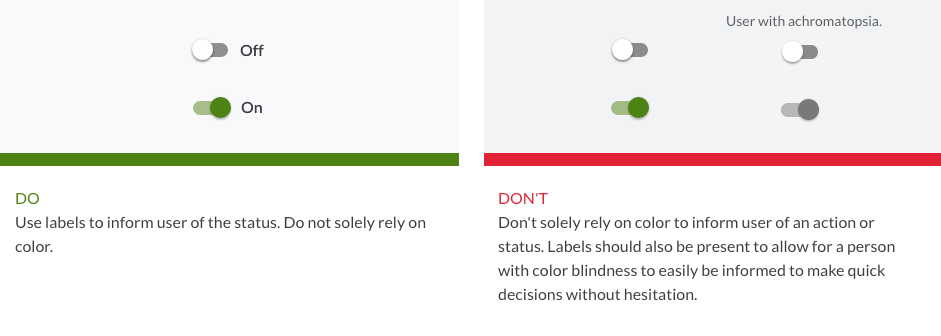 Off
On
DO
Use labels to inform user of the status. Do not solely rely on
color.
User with achromatopsia.
DON'T
Don't solely rely on color to inform user of an action or
status. Labels should also be present to allow for a person
with color blindness to easily be informed to make quick
decisions without hesitation.